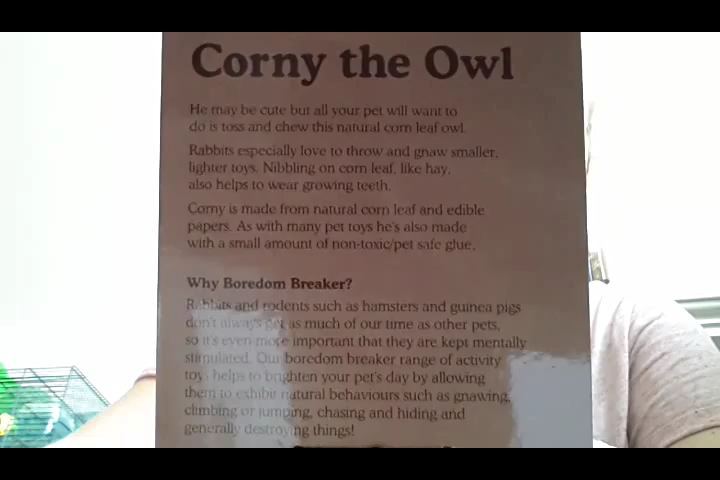 Corny the Owl
He may be cute but all your pet will want to
do is toss and chew this natural corn leaf owl.
Rabbits especially love to throw and gnaw smaller,
lighter toys. Nibbling on corn leaf, like hay,
also helps to wear growing teeth.
Corny is made from natural corn leaf and edible
papers. As with many pet toys he's also made
with a small amount of non-toxic/pet safe glue.
Why Boredom Breaker?
Rabbits and rodents such as hamsters and guinea pigs
don't always get as much of our time as other pets,
so it's even more important that they are kept mentally
stimulated. Our boredom breaker range of activity
toys helps to brighten your pet's day by allowing
them to exhibit natural behaviours such as gnawing,
climbing or jumping, chasing and hiding and
generally destroying things!